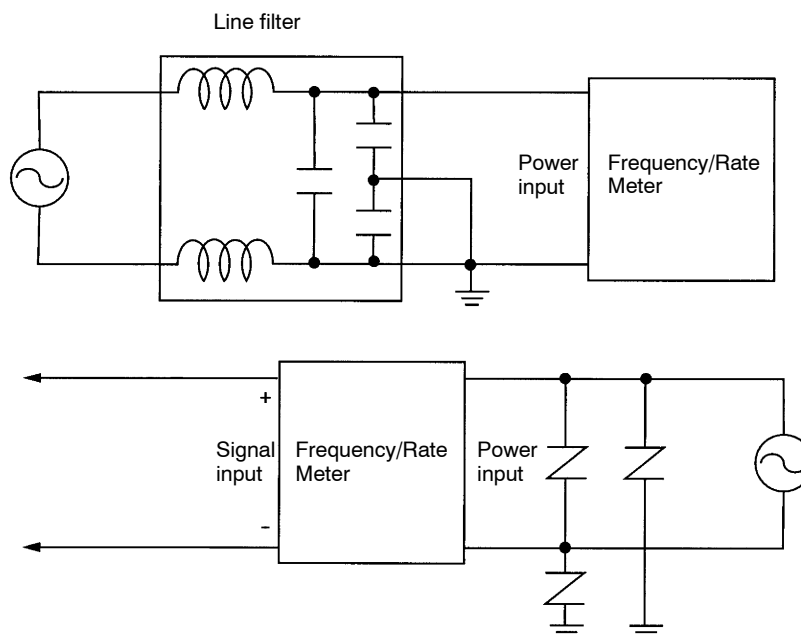 Line filter
Power
input
Frequency/Rate
Meter
+
Signal
input
-
Frequency/Rate
Meter
Power
input